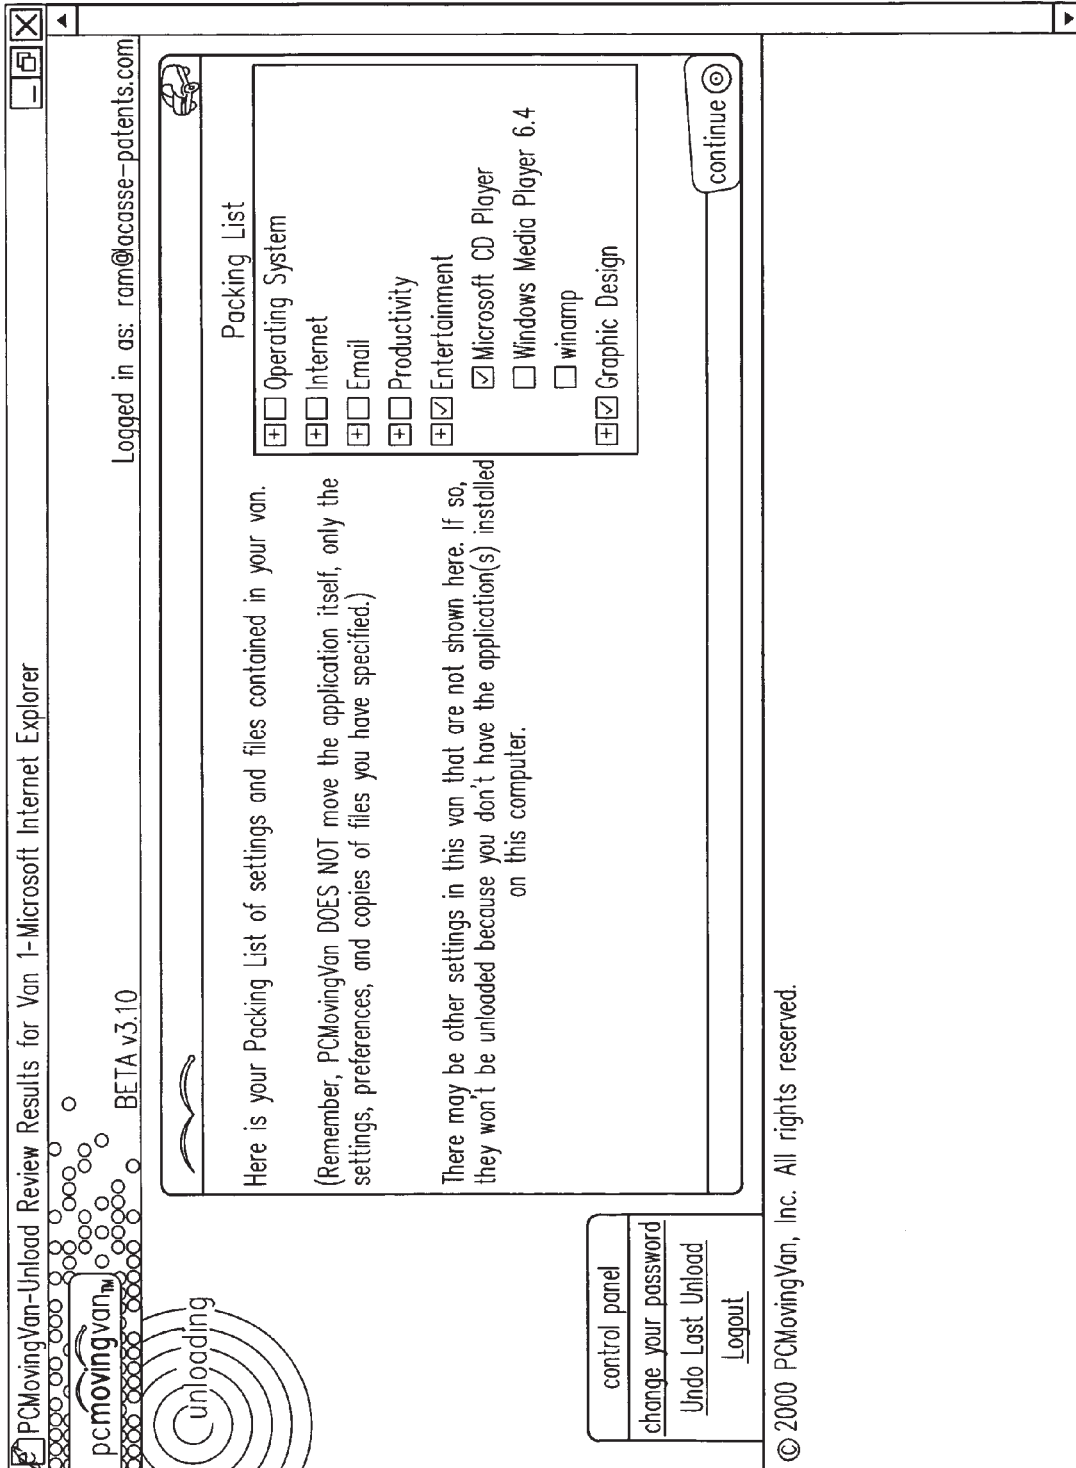 PCMovingVan-Unload Review Results for Van 1-Microsoft Internet Explorer
pcmovingvan™
BETA v3.10
Logged in as: ram@lacasse-patents.com
unloading
Here is your Packing List of settings and files contained in your van.
(Remember, PCMovingVan DOES NOT move the application itself, only the
settings, preferences, and copies of files you have specified.)
There may be other settings in this van that are not shown here. If so,
they won't be unloaded because you don't have the application(s) installed
on this computer.
Packing List
Operating System
Internet
Email
Productivity
Entertainment
Microsoft CD Player
Windows Media Player 6.4
winamp
Graphic Design
continue
control panel
change your password
Undo Last Unload
Logout
© 2000 PCMovingVan, Inc. All rights reserved.